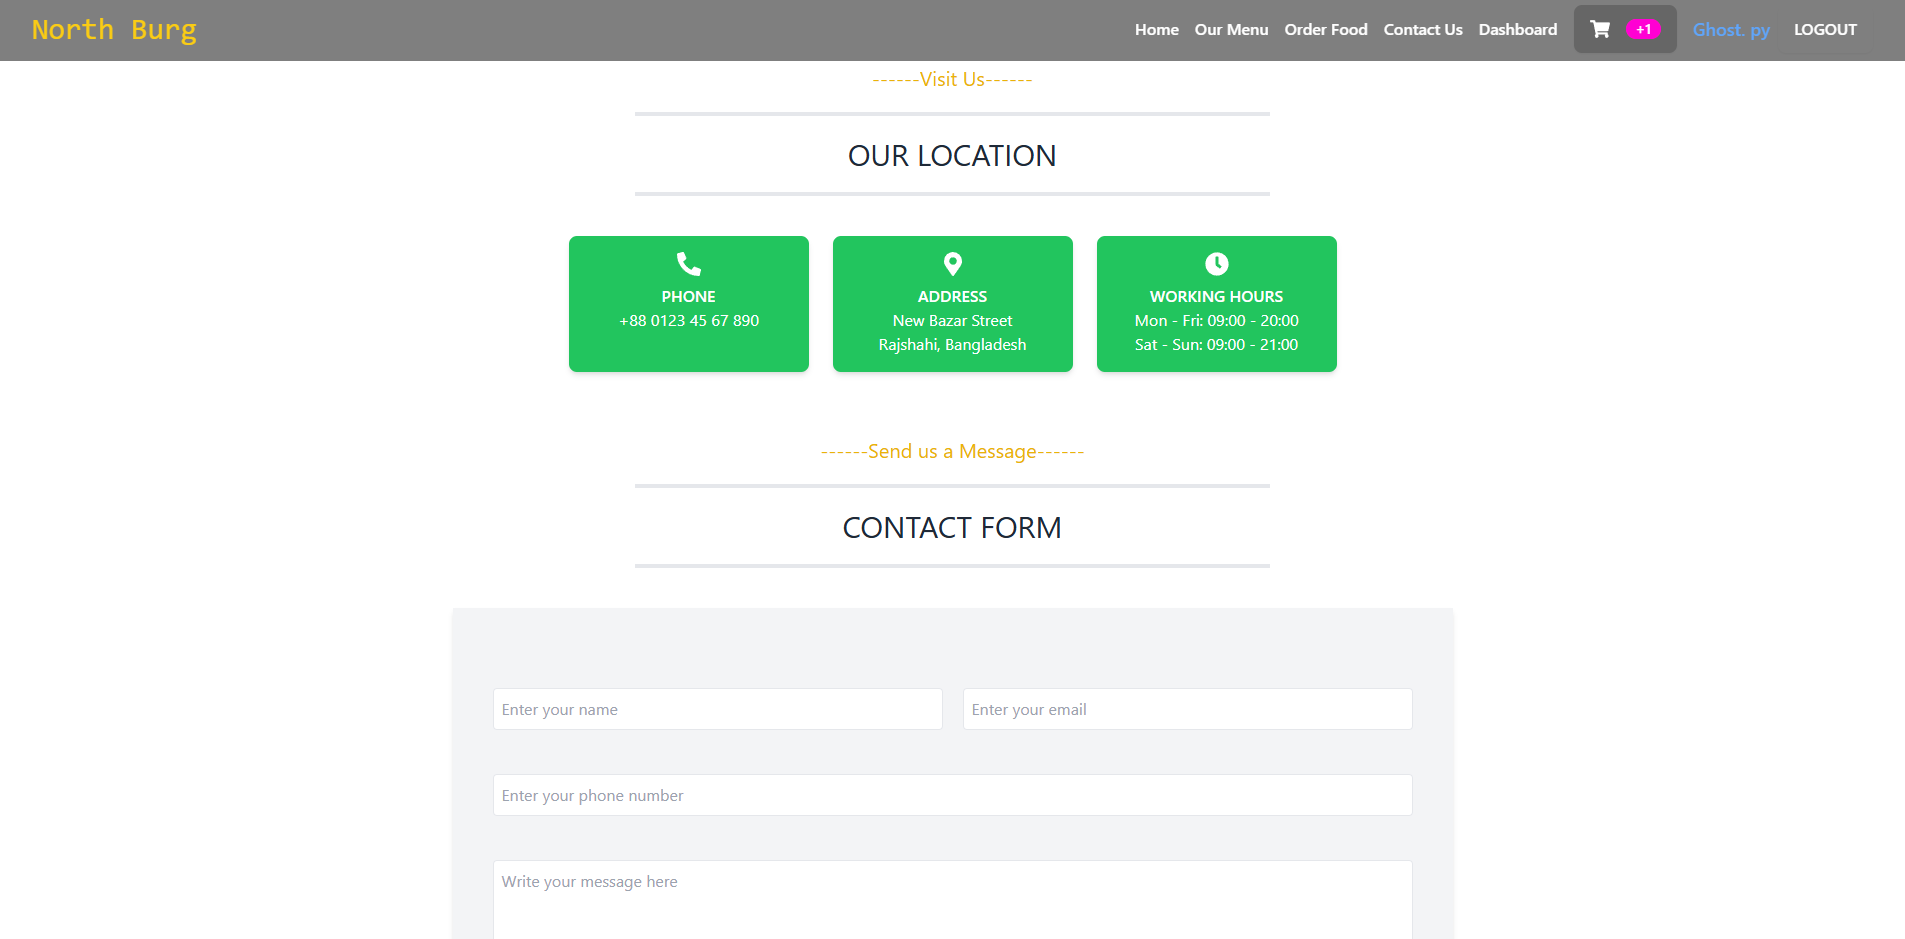 North Burg
Home Our Menu Order Food Contact Us Dashboard +1 Ghost. py LOGOUT
------Visit Us------
OUR LOCATION
PHONE
+88 0123 45 67 890
ADDRESS
New Bazar Street
Rajshahi, Bangladesh
WORKING HOURS
Mon - Fri: 09:00 - 20:00
Sat - Sun: 09:00 - 21:00
------Send us a Message------
CONTACT FORM
Enter your name
Enter your email
Enter your phone number
Write your message here